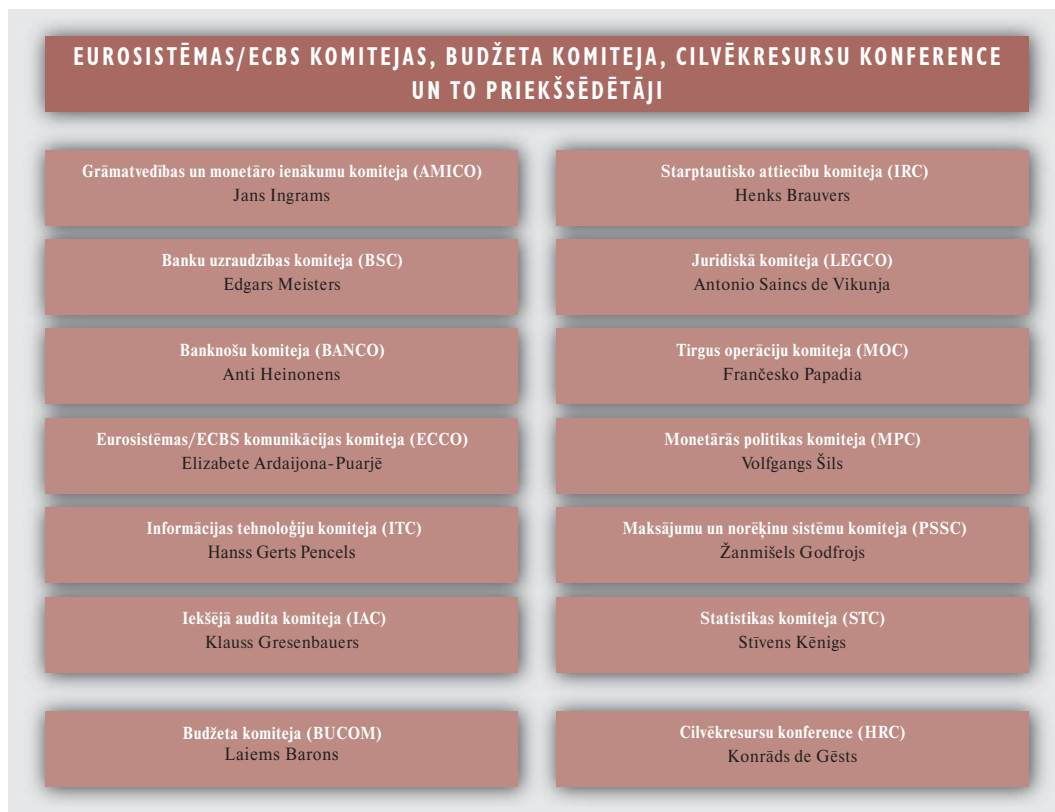 EUROSISTĒMAS/ECBS KOMITEJAS, BUDŽETA KOMITEJA, CILVĒKRESURSU KONFERENCE
UN TO PRIEKŠSĒDĒTĀJI
Grāmatvedības un monetāro ienākumu komiteja (AMICO)
Jans Ingrams
Starptautisko attiecību komiteja (IRC)
Henks Brauvers
Banku uzraudzības komiteja (BSC)
Edgars Meisters
Juridiskā komiteja (LEGCO)
Antonio Saincs de Vikunja
Banknošu komiteja (BANCO)
Anti Heinonens
Tirgus operāciju komiteja (MOC)
Frančesko Papadia
Eurosistēmas/ECBS komunikācijas komiteja (ECCO)
Elizabete Ardaijona-Puarjē
Monetārās politikas komiteja (MPC)
Volfgangs Šils
Informācijas tehnoloģiju komiteja (ITC)
Hanss Gerts Pencels
Maksājumu un norēķinu sistēmu komiteja (PSSC)
Žanmišels Godfrojs
Iekšējā audita komiteja (IAC)
Klauss Gresenbauers
Statistikas komiteja (STC)
Stīvens Kēnigs
Budžeta komiteja (BUCOM)
Laiems Barons
Cilvēkresursu konference (HRC)
Konrāds de Gēsts